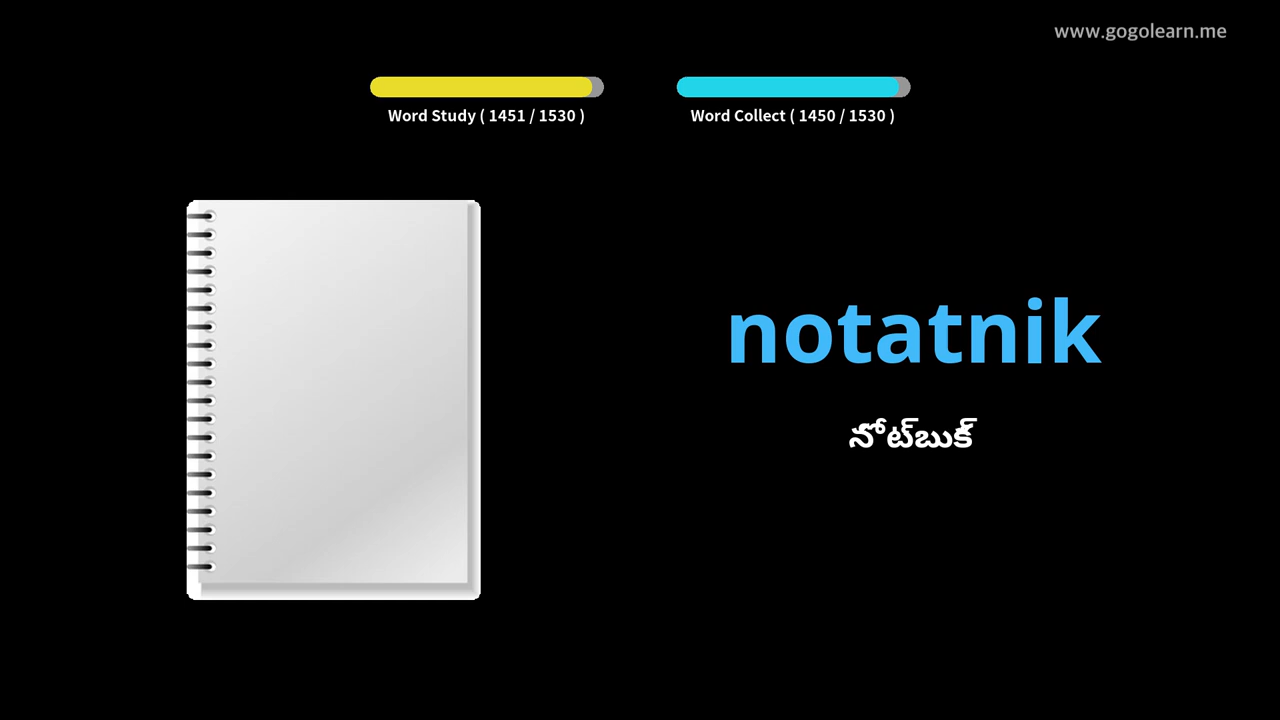 www.gogolearn.me
Word Study ( 1451 / 1530 )
Word Collect ( 1450 / 1530 )
notatnik
నోట్‌బుక్